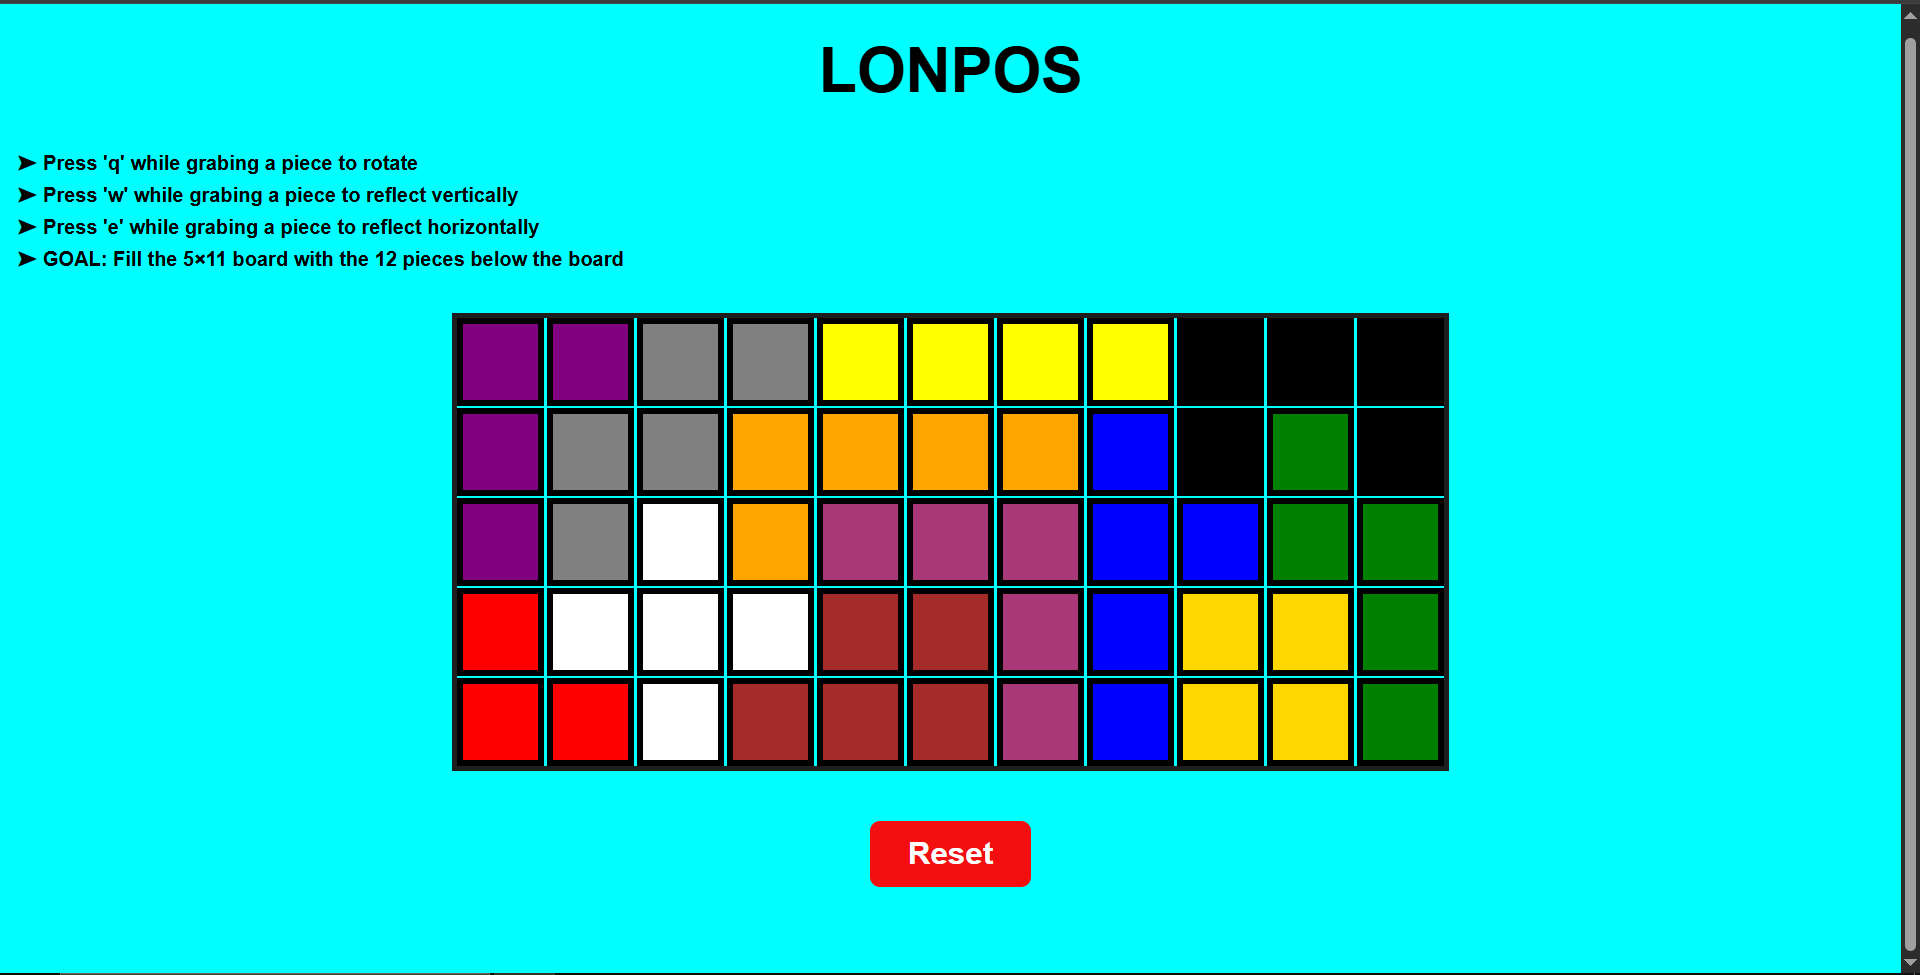 LONPOS
➤ Press 'q' while grabing a piece to rotate
➤ Press 'w' while grabing a piece to reflect vertically
➤ Press 'e' while grabing a piece to reflect horizontally
➤ GOAL: Fill the 5×11 board with the 12 pieces below the board
Reset